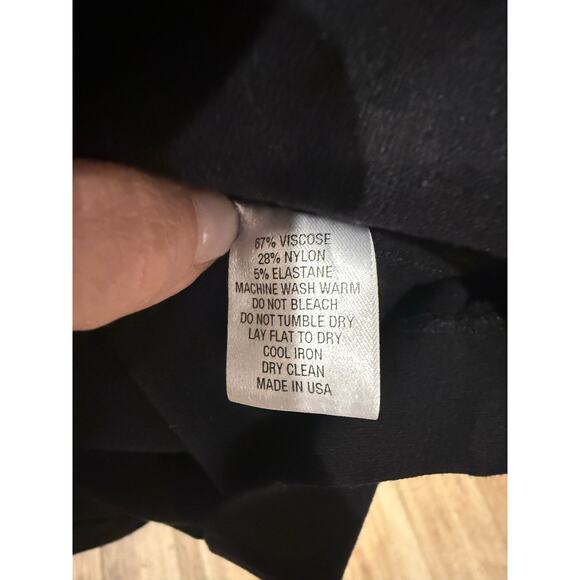 67% VISCOSE
28% NYLON
5% ELASTANE
MACHINE WASH WARM
DO NOT BLEACH
DO NOT TUMBLE DRY
LAY FLAT TO DRY
COOL IRON
DRY CLEAN
MADE IN USA